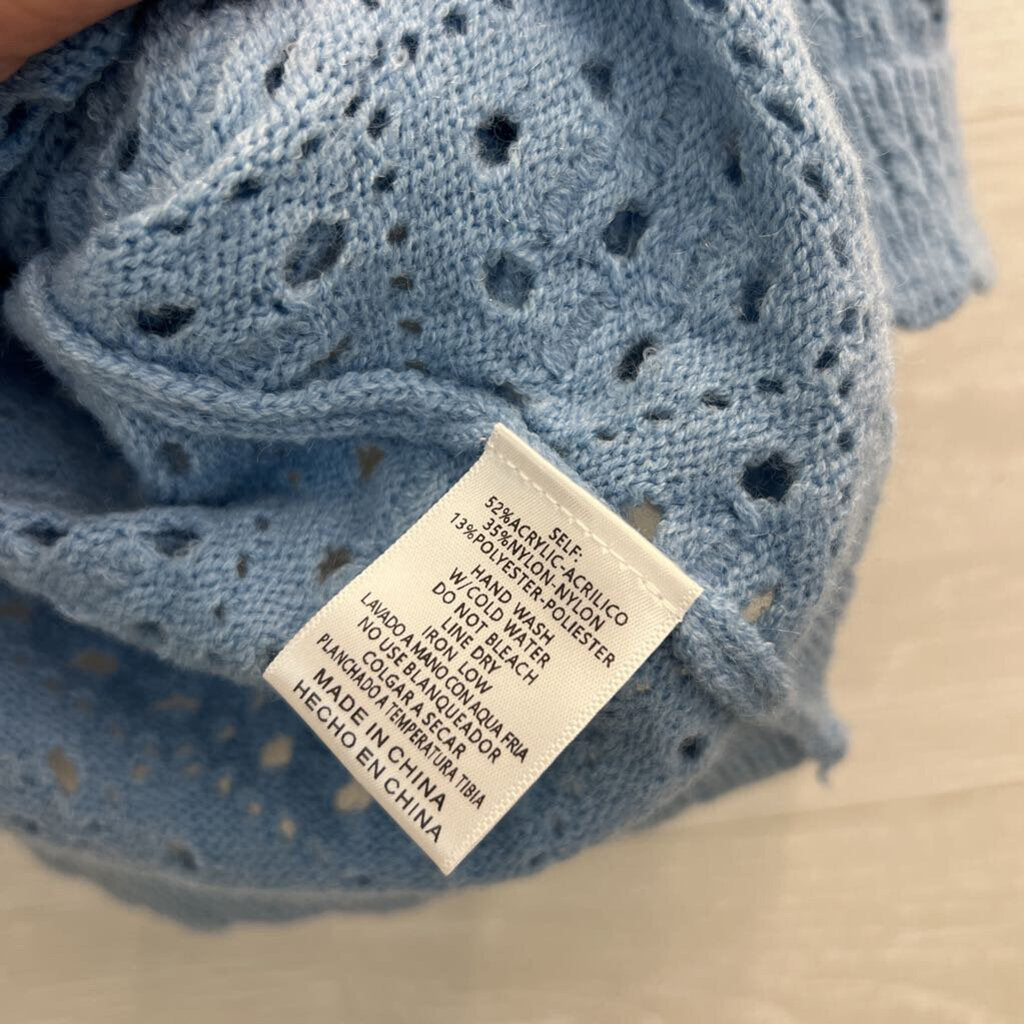 SELF:
52%ACRYLIC-ACRILICO
35%NYLON-NYLON
13%POLYESTER-POLIESTER
HAND WASH
W/COLD WATER
DO NOT BLEACH
LINE DRY
IRON LOW
LAVADO A MANO CON AQUA FRIA
NO USE BLANQUEADOR
COLGAR A SECAR
PLANCHADO A TEMPERATURA TIBIA
MADE IN CHINA
HECHO EN CHINA